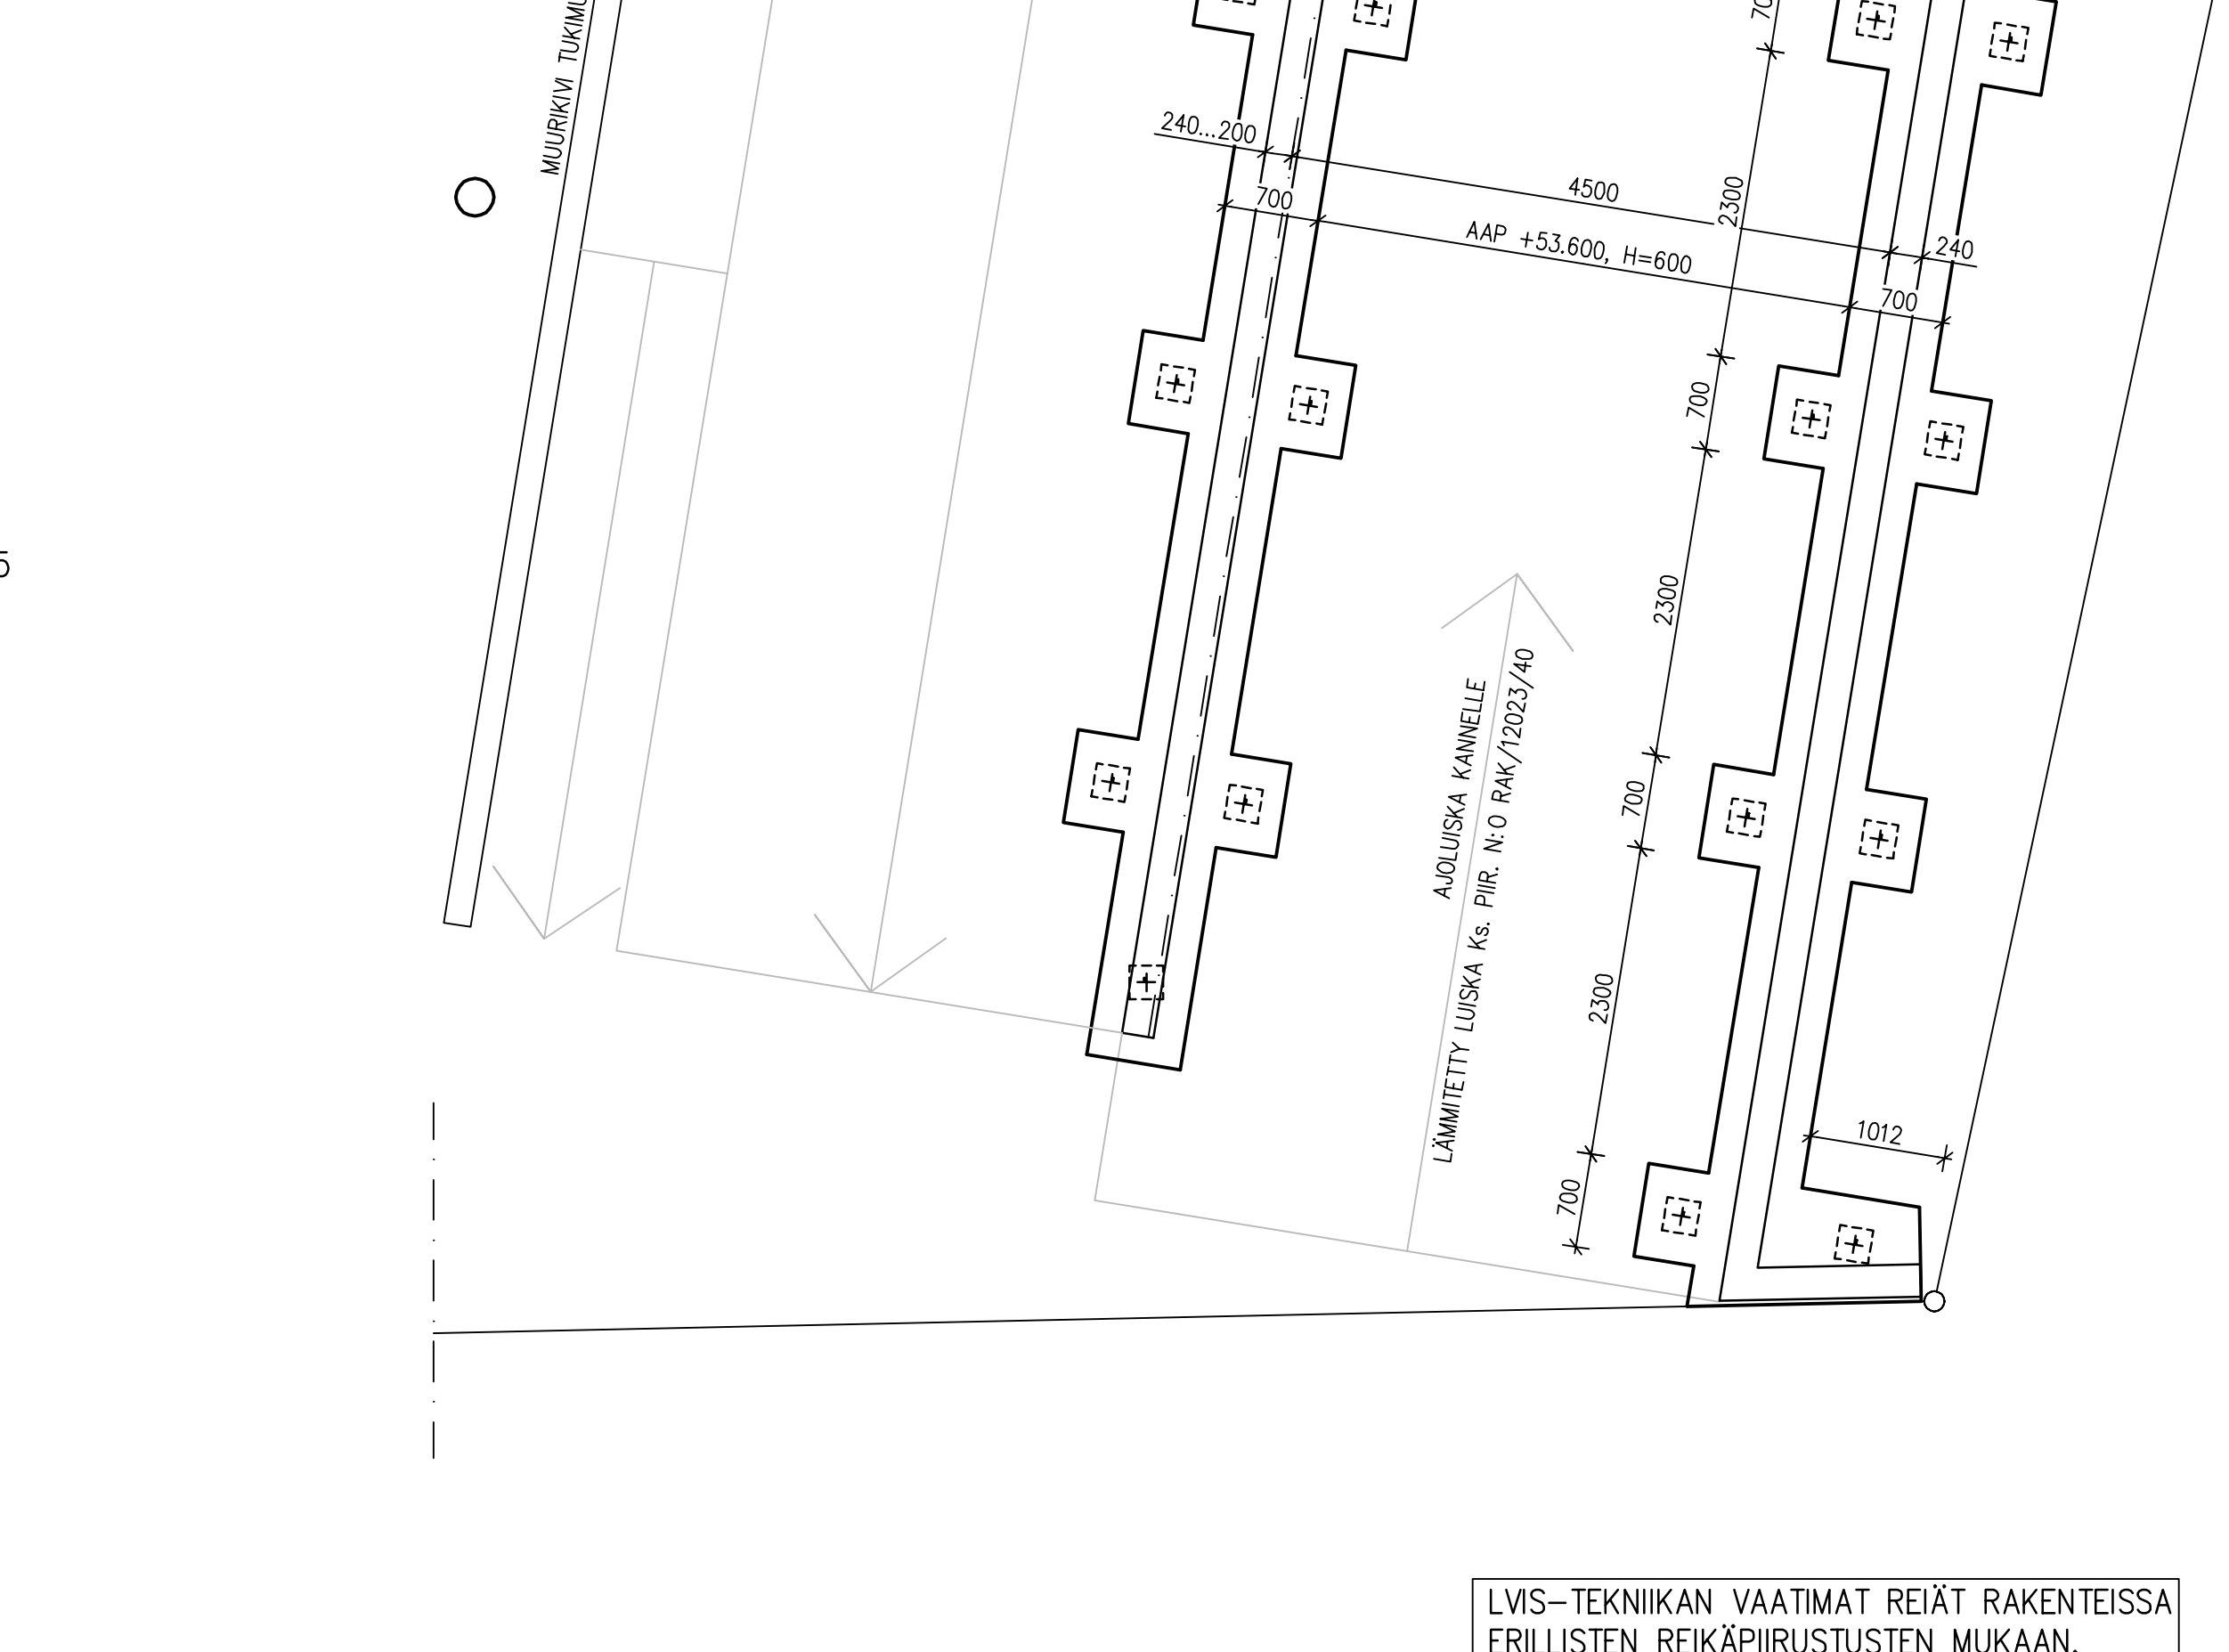 MUURIKIVI
240...200
4500
2300
240
700
AAP +53.600, H=600
700
700
2300
700
2300
700
AJOLUISKA KANNELLE
LÄMMITETTY LUISKA Ks. PIIR. N:O RAK/12023/40
1012
5
LVIS-TEKNIIKAN VAATIMAT REIÄT RAKENTEISSA
ERILLISTEN REIKÄPIIRUSTUSTEN MUKAAN.